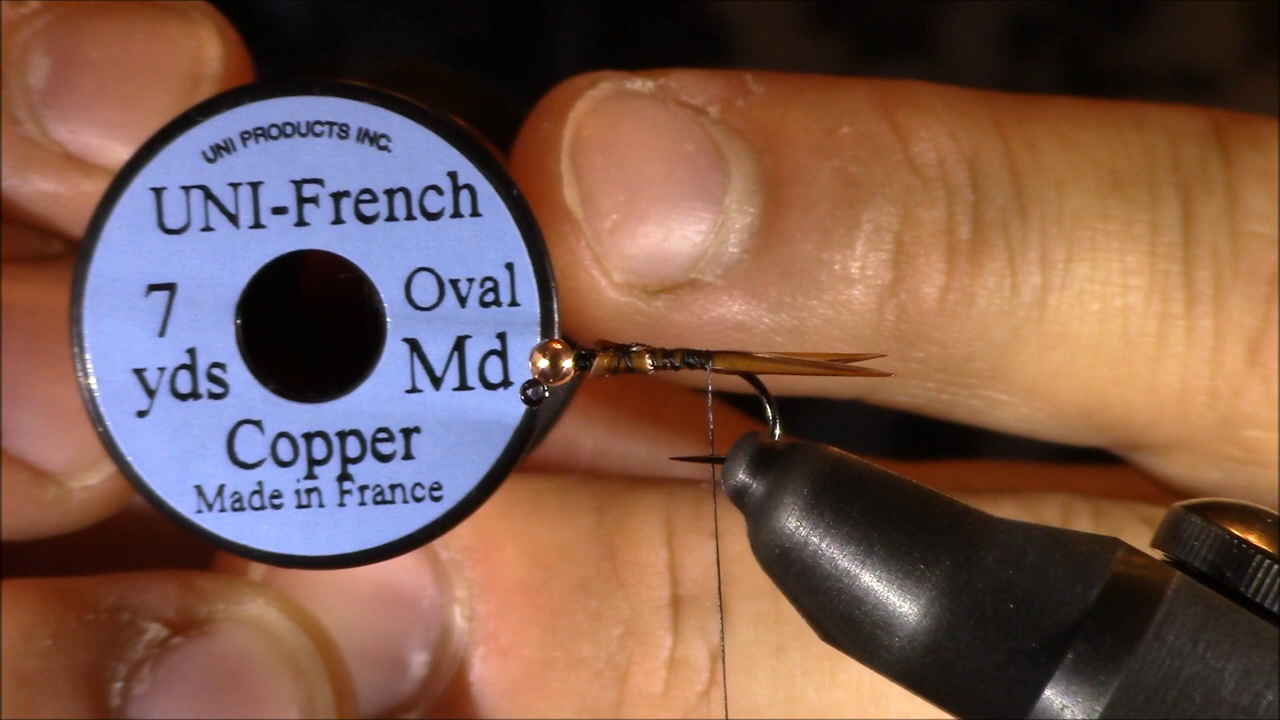 UNI PRODUCTS INC.
UNI-French
7 yds
Oval Md
Copper
Made in France